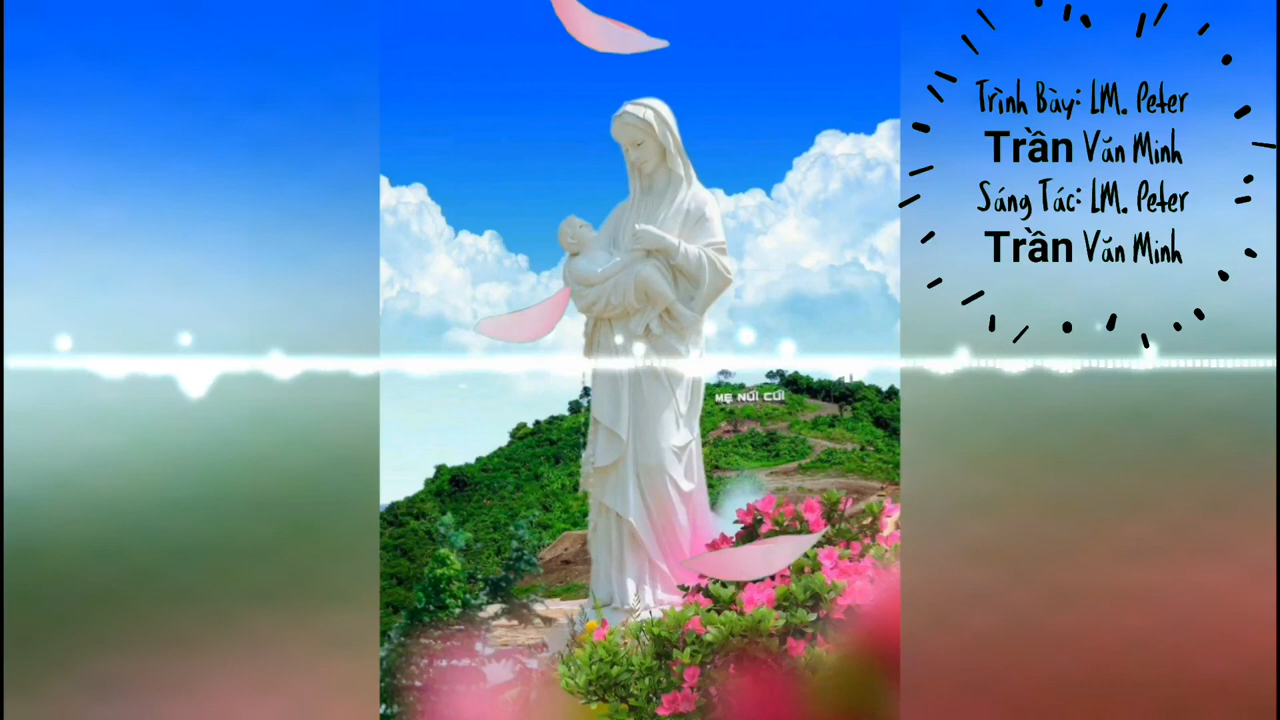 Trình Bày: LM. Peter
Trần Văn Minh
Sáng Tác: LM. Peter
Trần Văn Minh
MẸ NÚI CÚI